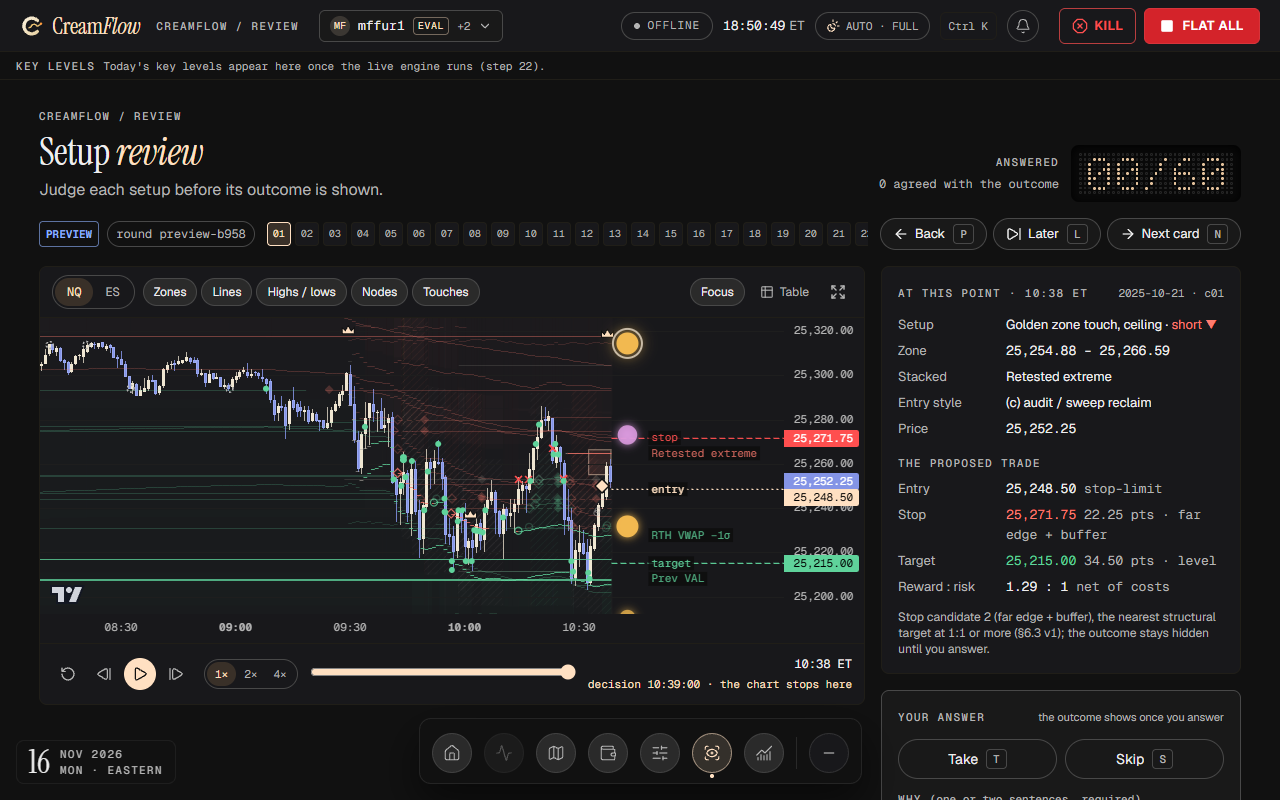 CreamFlow
CREAMFLOW / REVIEW
MF mffur1 EVAL +2
OFFLINE
18:50:49 ET
AUTO · FULL
Ctrl K
KILL
FLAT ALL
KEY LEVELS Today's key levels appear here once the live engine runs (step 22).
CREAMFLOW / REVIEW
Setup review
Judge each setup before its outcome is shown.
ANSWERED
0 agreed with the outcome
00/60
PREVIEW
round preview-b958
01 02 03 04 05 06 07 08 09 10 11 12 13 14 15 16 17 18 19 20 21
Back P
Later L
Next card N
NQ ES
Zones
Lines
Highs / lows
Nodes
Touches
Focus
Table
25,320.00
25,300.00
25,280.00
stop
25,271.75
Retested extreme
25,260.00
25,252.25
entry
25,248.50
25,240.00
RTH VWAP -1σ
25,220.00
target
25,215.00
Prev VAL
25,200.00
08:30 09:00 09:30 10:00 10:30
1× 2× 4×
10:38 ET
decision 10:39:00 · the chart stops here
AT THIS POINT · 10:38 ET
2025-10-21 · c01
Setup Golden zone touch, ceiling · short ▼
Zone 25,254.88 – 25,266.59
Stacked Retested extreme
Entry style (c) audit / sweep reclaim
Price 25,252.25
THE PROPOSED TRADE
Entry 25,248.50 stop-limit
Stop 25,271.75 22.25 pts · far
edge + buffer
Target 25,215.00 34.50 pts · level
Reward : risk 1.29 : 1 net of costs
Stop candidate 2 (far edge + buffer), the nearest structural
target at 1:1 or more (§6.3 v1); the outcome stays hidden
until you answer.
YOUR ANSWER
the outcome shows once you answer
Take T
Skip S
WHY (one or two sentences, required)
16
NOV 2026
MON · EASTERN